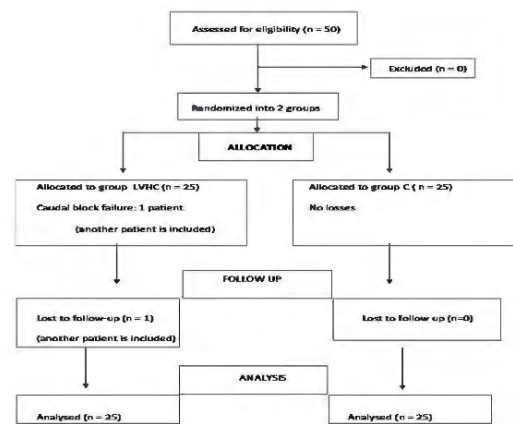 Assessed for eligibility (n = 50)
Excluded (n = 0)
Randomized into 2 groups
ALLOCATION
Allocated to group LVHC (n = 25)
Caudal block failure: 1 patient
(another patient is included)
Allocated to group C ( n = 25)
No losses
FOLLOW UP
Lost to follow-up (n = 1)
(another patient is included)
Lost to follow up (n=0)
ANALYSIS
Analysed (n = 25)
Analysed (n = 25)